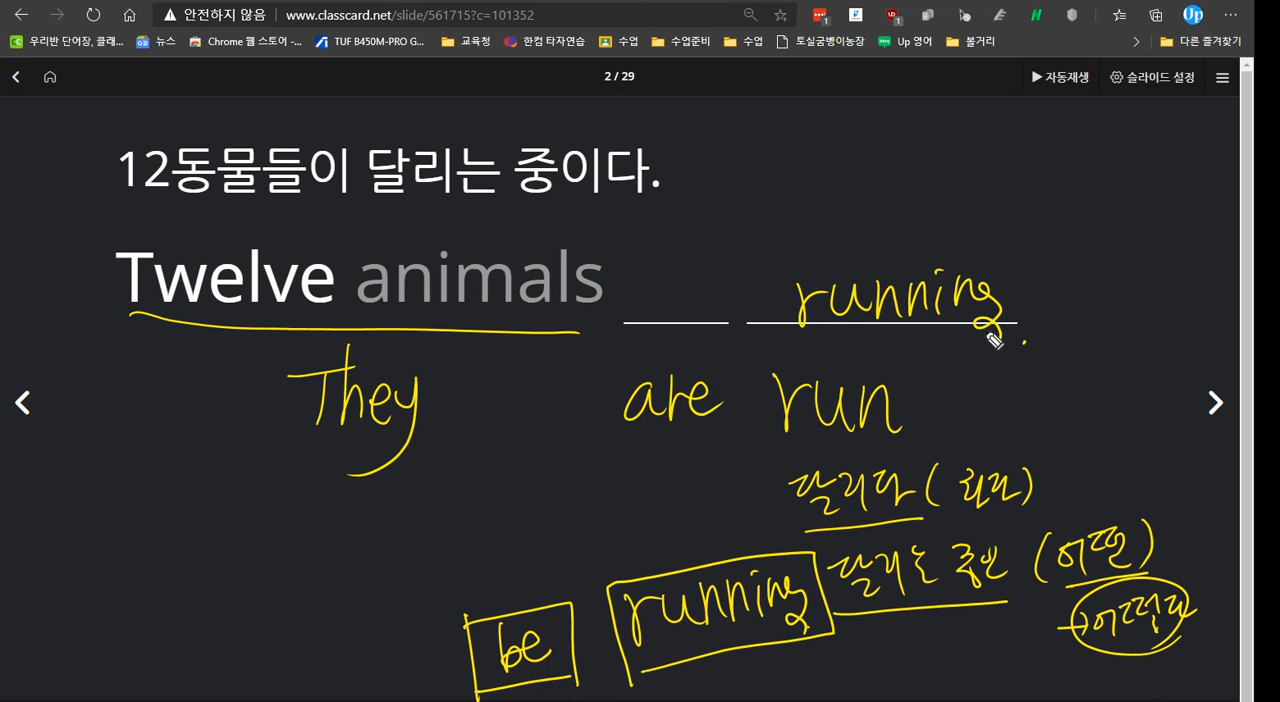 안전하지 않음 | www.classcard.net/slide/561715?c=101352
우리반 단어장, 클래... 뉴스 Chrome 웹 스토어 -... TUF B450M-PRO G... 교육청 한컴 타자연습 수업 수업준비 수업 토실굼벵이농장 Up 영어 볼거리 다른 즐겨찾기
2 / 29 자동재생 슬라이드 설정
12동물들이 달리는 중이다.
Twelve animals running.
They are run
달리다 (
be running 달리는 중인 (어떤)
어떻다